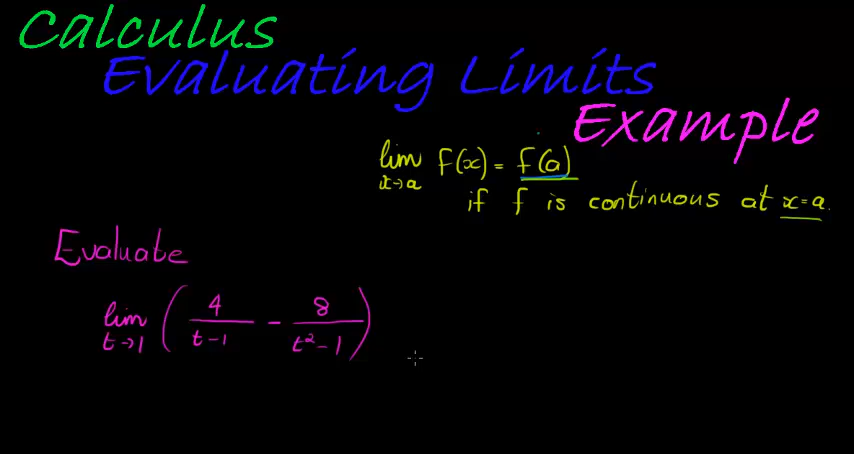 Calculus
Evaluating Limits
Example
lim x→a f(x) = f(a)
if f is continuous at x=a.
Evaluate
lim t→1 ( 4/(t-1) - 8/(t²-1) )